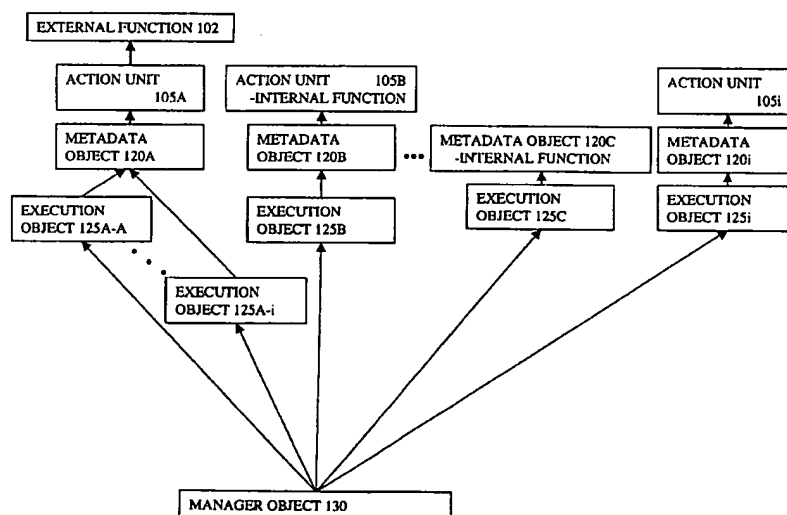 EXTERNAL FUNCTION 102
ACTION UNIT
105A
ACTION UNIT 105B
-INTERNAL FUNCTION
ACTION UNIT
105i
METADATA
OBJECT 120A
METADATA
OBJECT 120B
METADATA OBJECT 120C
-INTERNAL FUNCTION
METADATA
OBJECT 120i
EXECUTION
OBJECT 125A-A
EXECUTION
OBJECT 125B
EXECUTION
OBJECT 125C
EXECUTION
OBJECT 125i
EXECUTION
OBJECT 125A-i
MANAGER OBJECT 130